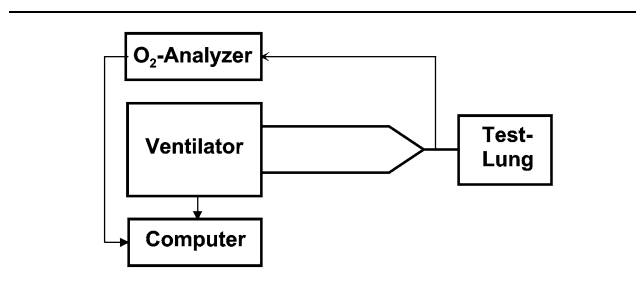 O₂-Analyzer
Ventilator
Test-
Lung
Computer